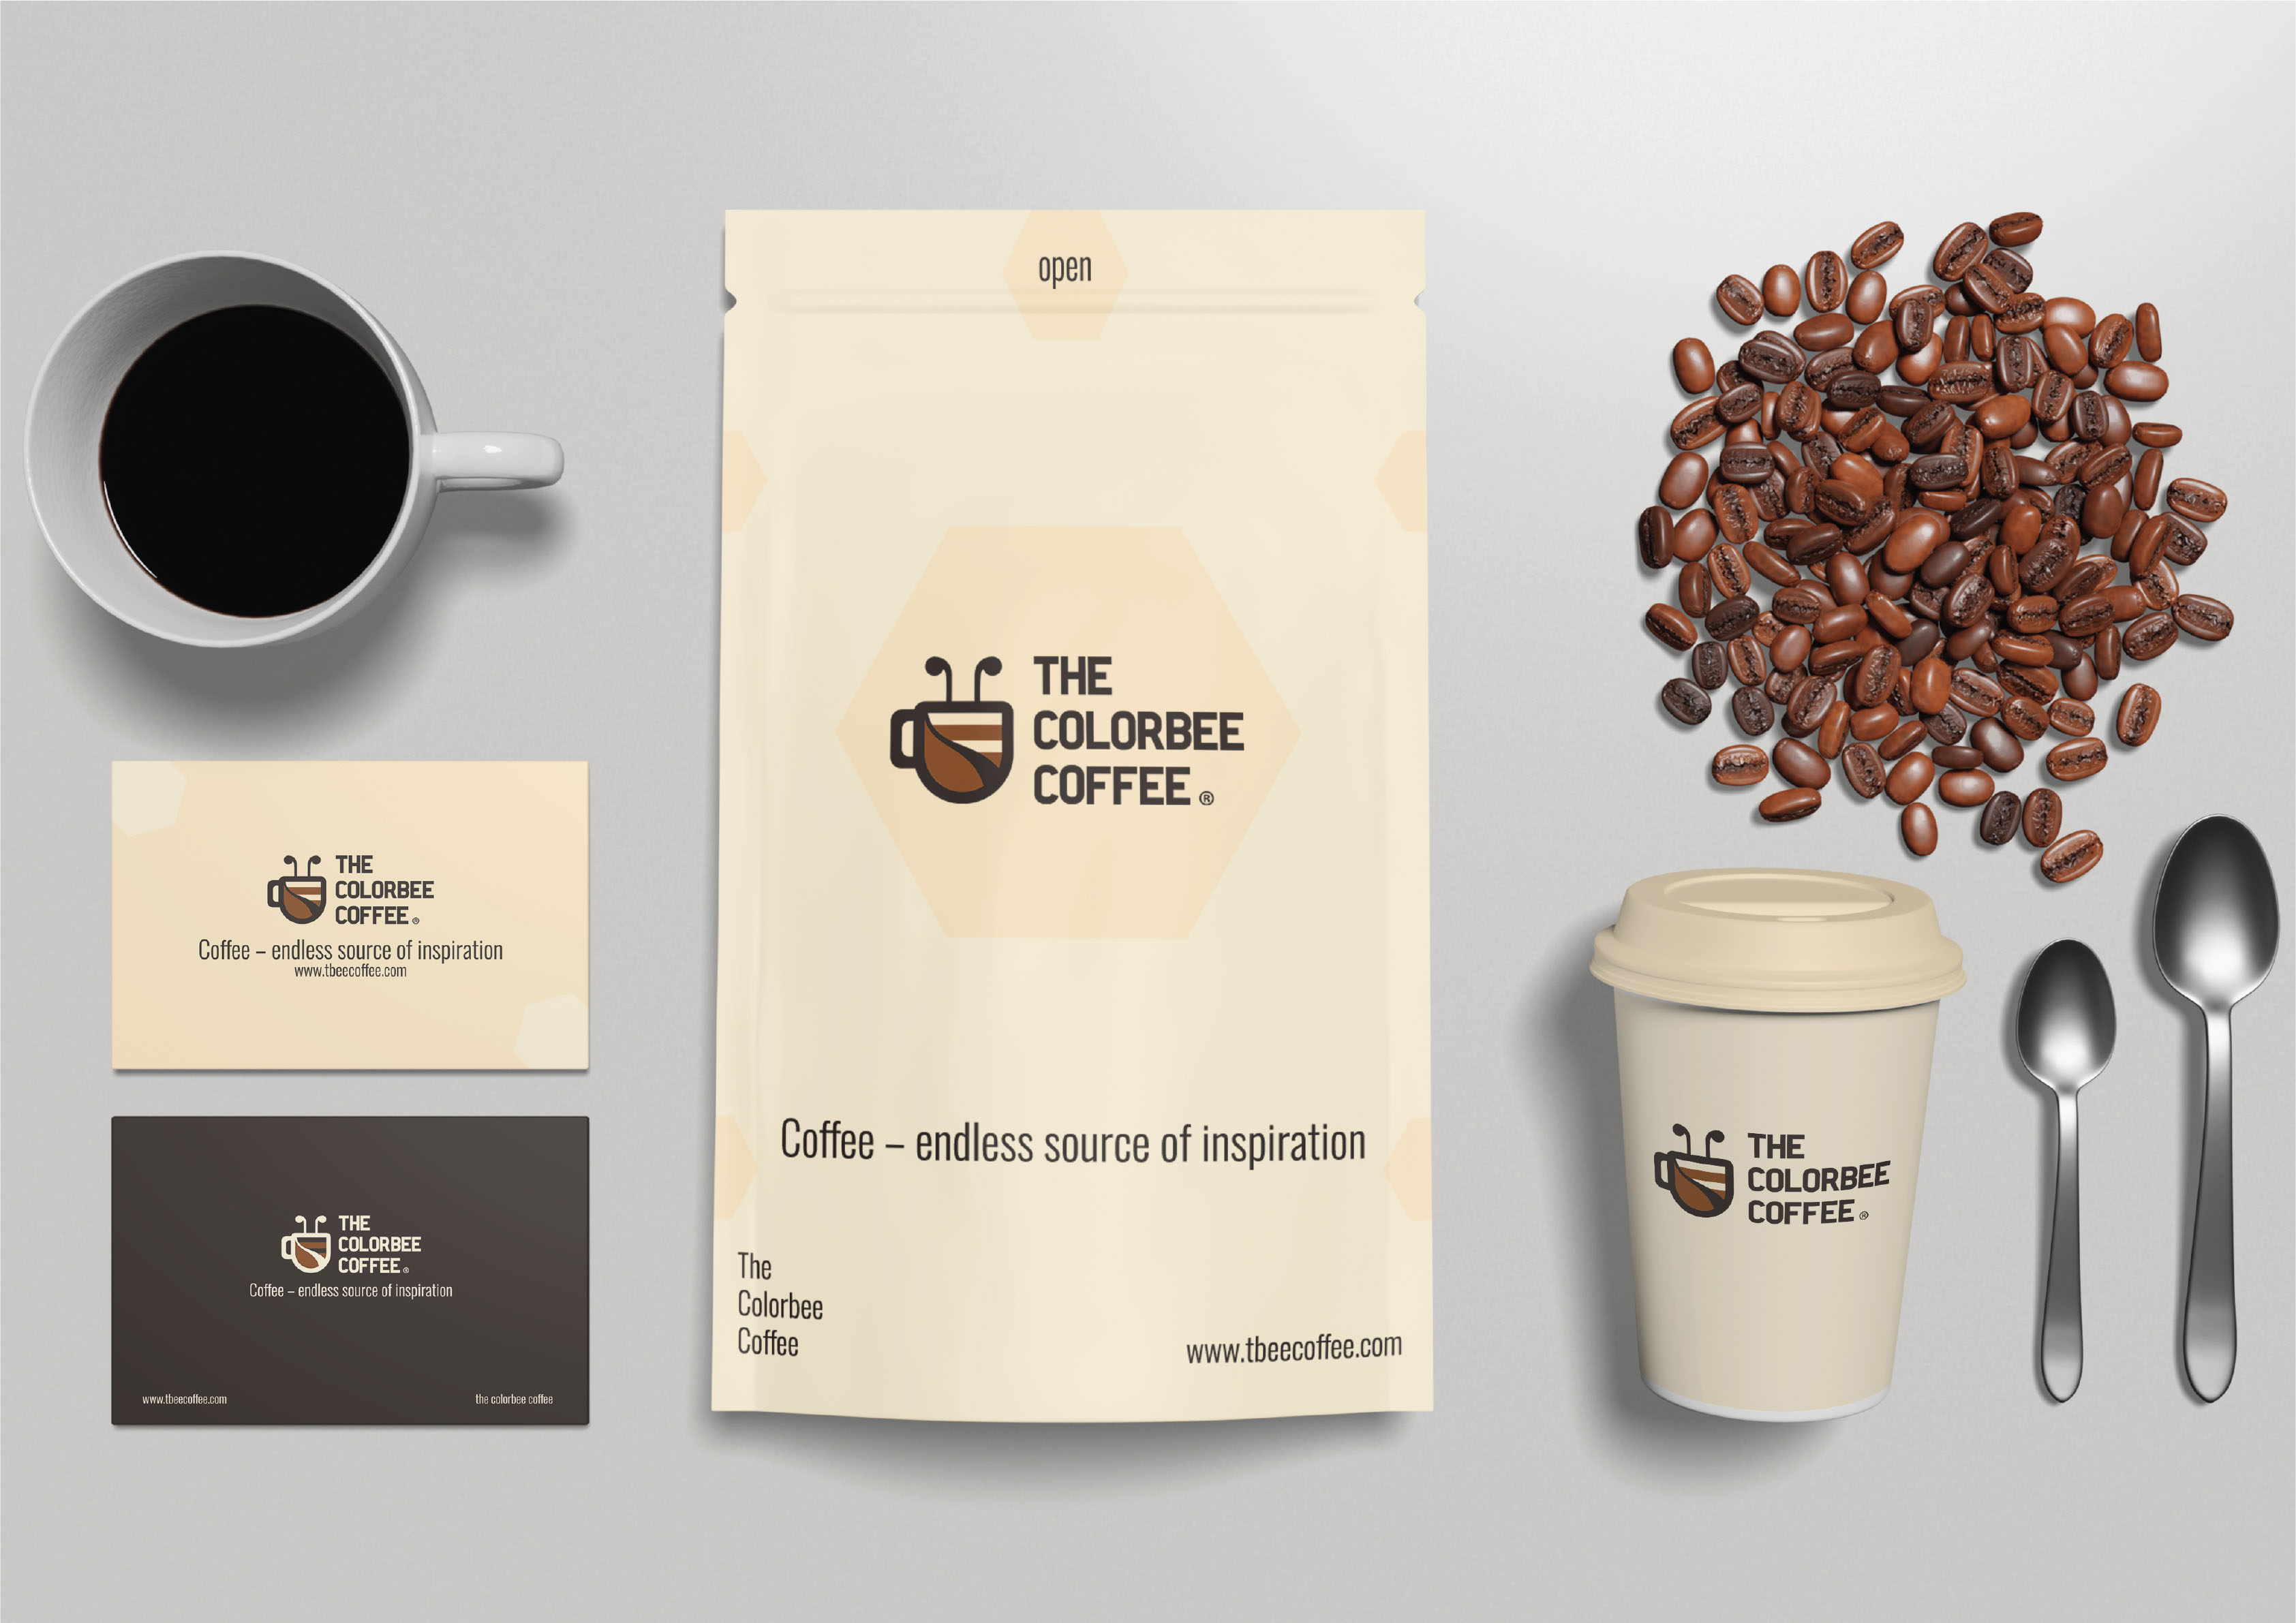 open
THE
COLORBEE
COFFEE ®
Coffee – endless source of inspiration
The
Colorbee
Coffee
www.tbeecoffee.com
THE
COLORBEE
COFFEE ®
Coffee – endless source of inspiration
www.tbeecoffee.com
THE
COLORBEE
COFFEE ®
Coffee – endless source of inspiration
www.tbeecoffee.com
the colorbee coffee
THE
COLORBEE
COFFEE ®